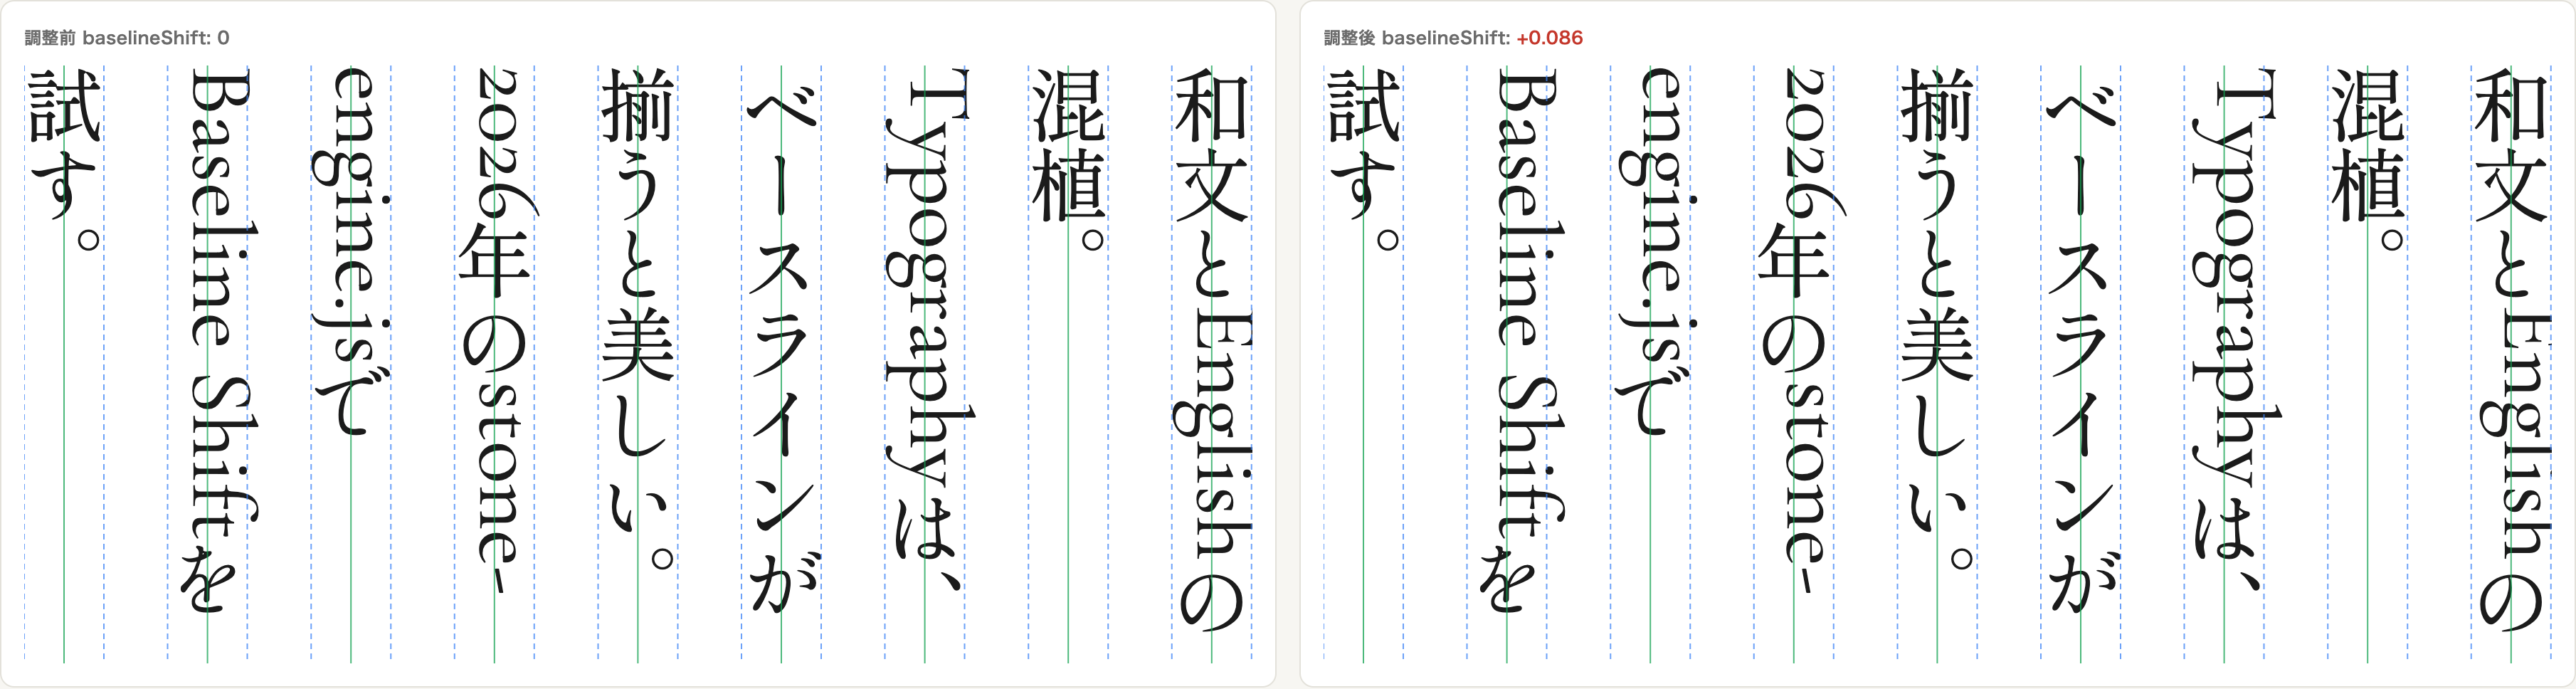 調整前 baselineShift: 0
和文とEnglishの
混植。
Typographyは、
ベースラインが
揃うと美しい。
2026年のstone-
engine.jsで
Baseline Shiftを
試す。
調整後 baselineShift: +0.086
和文とEnglishの
混植。
Typographyは、
ベースラインが
揃うと美しい。
2026年のstone-
engine.jsで
Baseline Shiftを
試す。